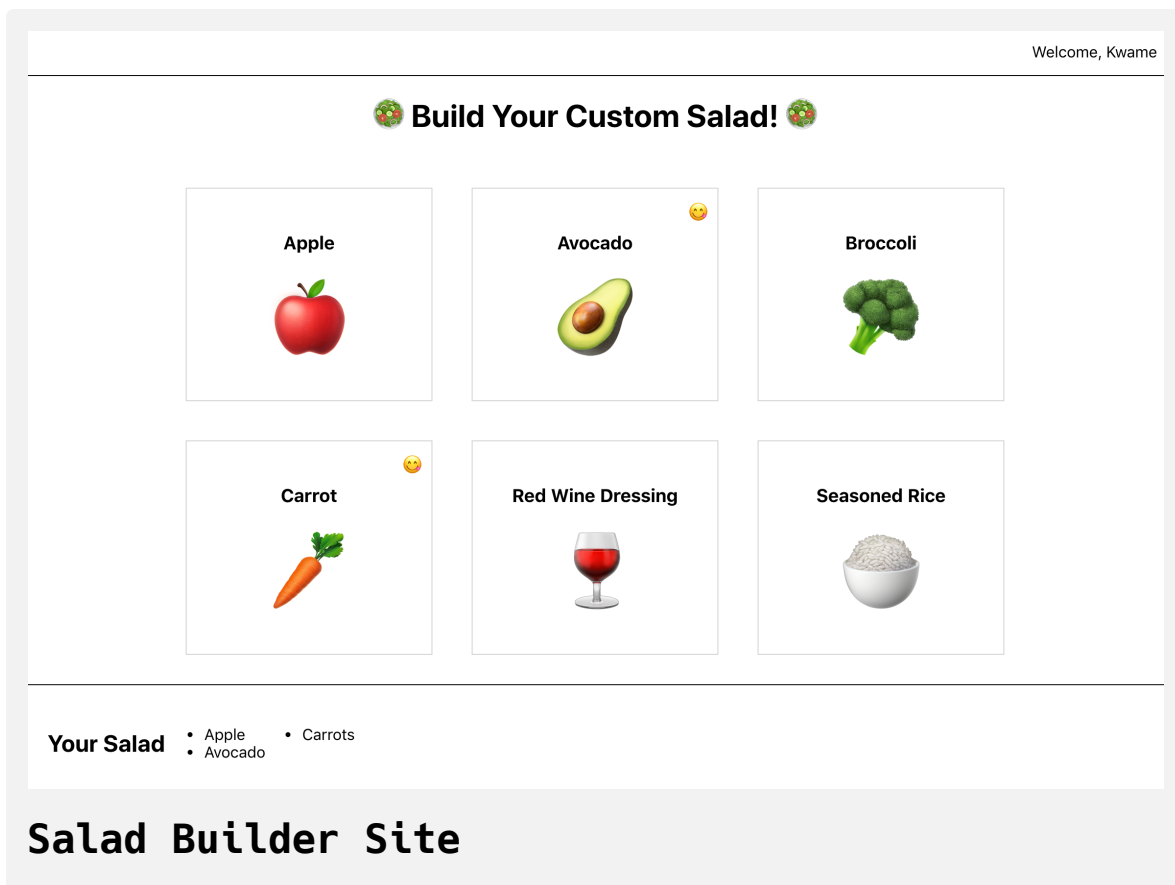 Welcome, Kwame
Build Your Custom Salad!
Apple
Avocado
Broccoli
Carrot
Red Wine Dressing
Seasoned Rice
Your Salad
• Apple
• Avocado
• Carrots
Salad Builder Site